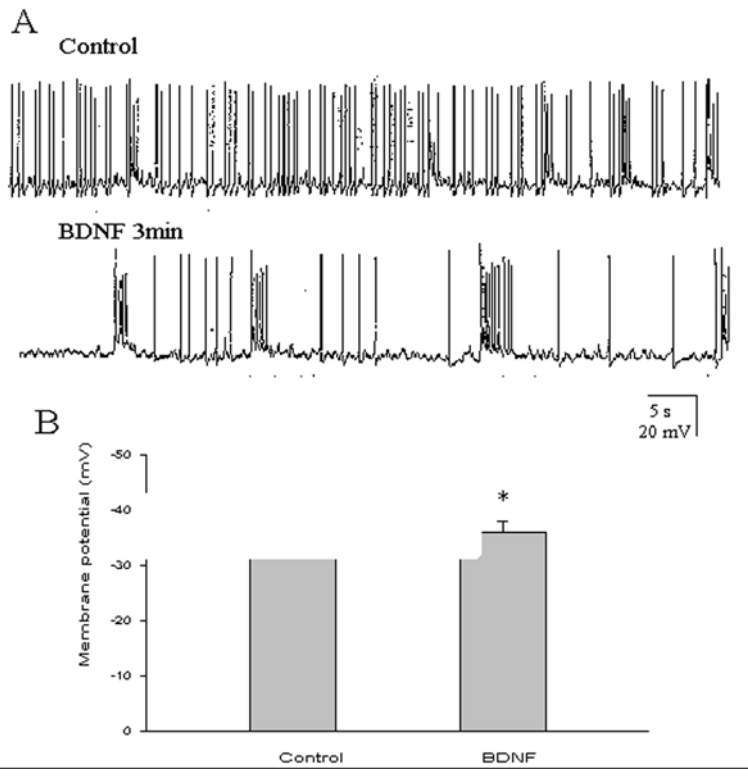 A
Control
BDNF 3min
5 s
20 mV
B
Membrane potential (mV)
-50
-40
*
-30
-20
-10
0
Control
BDNF